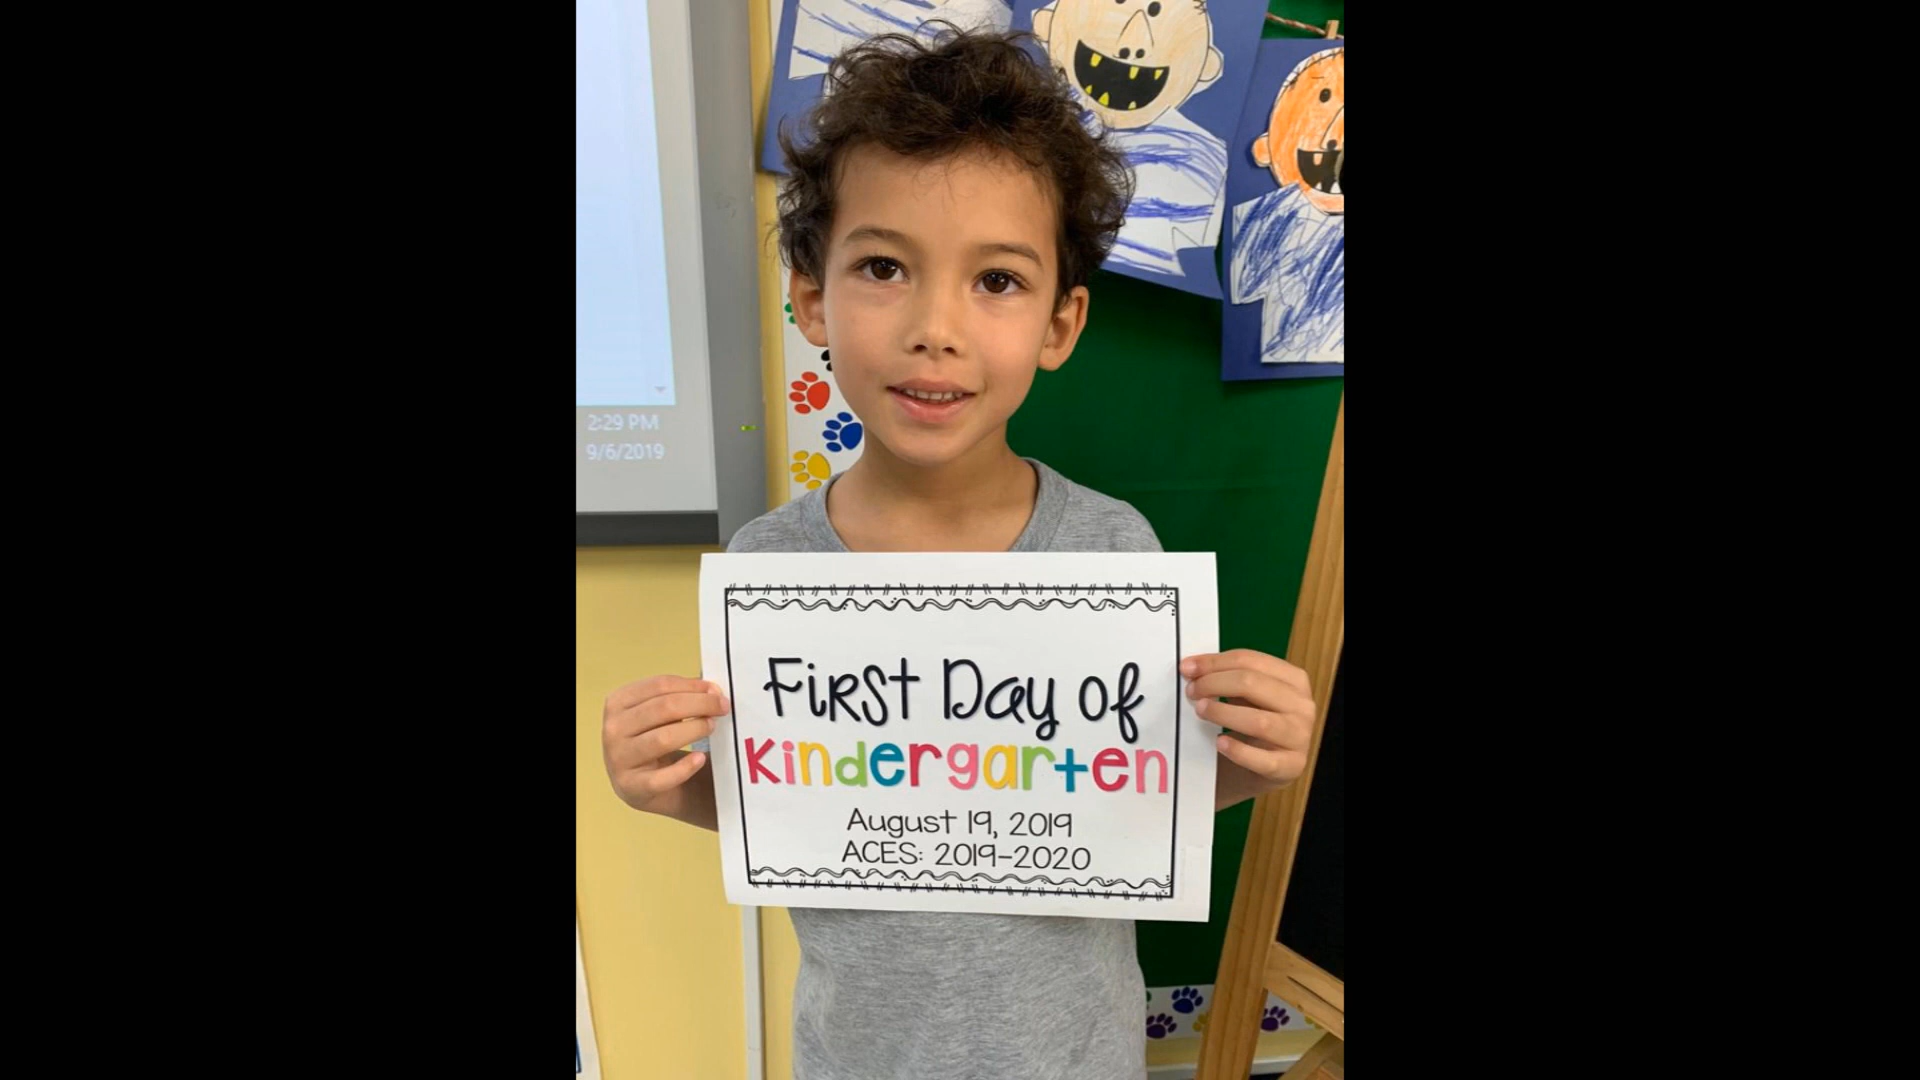 2:29 PM
9/6/2019
First Day of
Kindergarten
August 19, 2019
ACES: 2019-2020